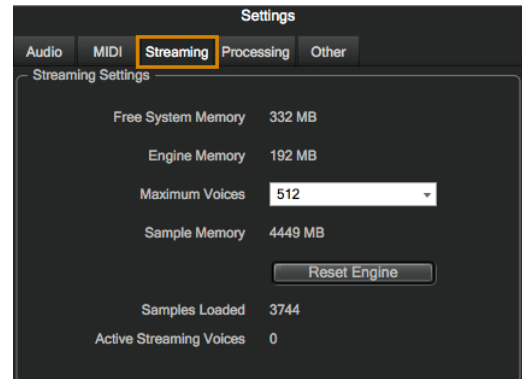 Settings
Audio MIDI Streaming Processing Other
Streaming Settings
Free System Memory 332 MB
Engine Memory 192 MB
Maximum Voices 512
Sample Memory 4449 MB
Reset Engine
Samples Loaded 3744
Active Streaming Voices 0